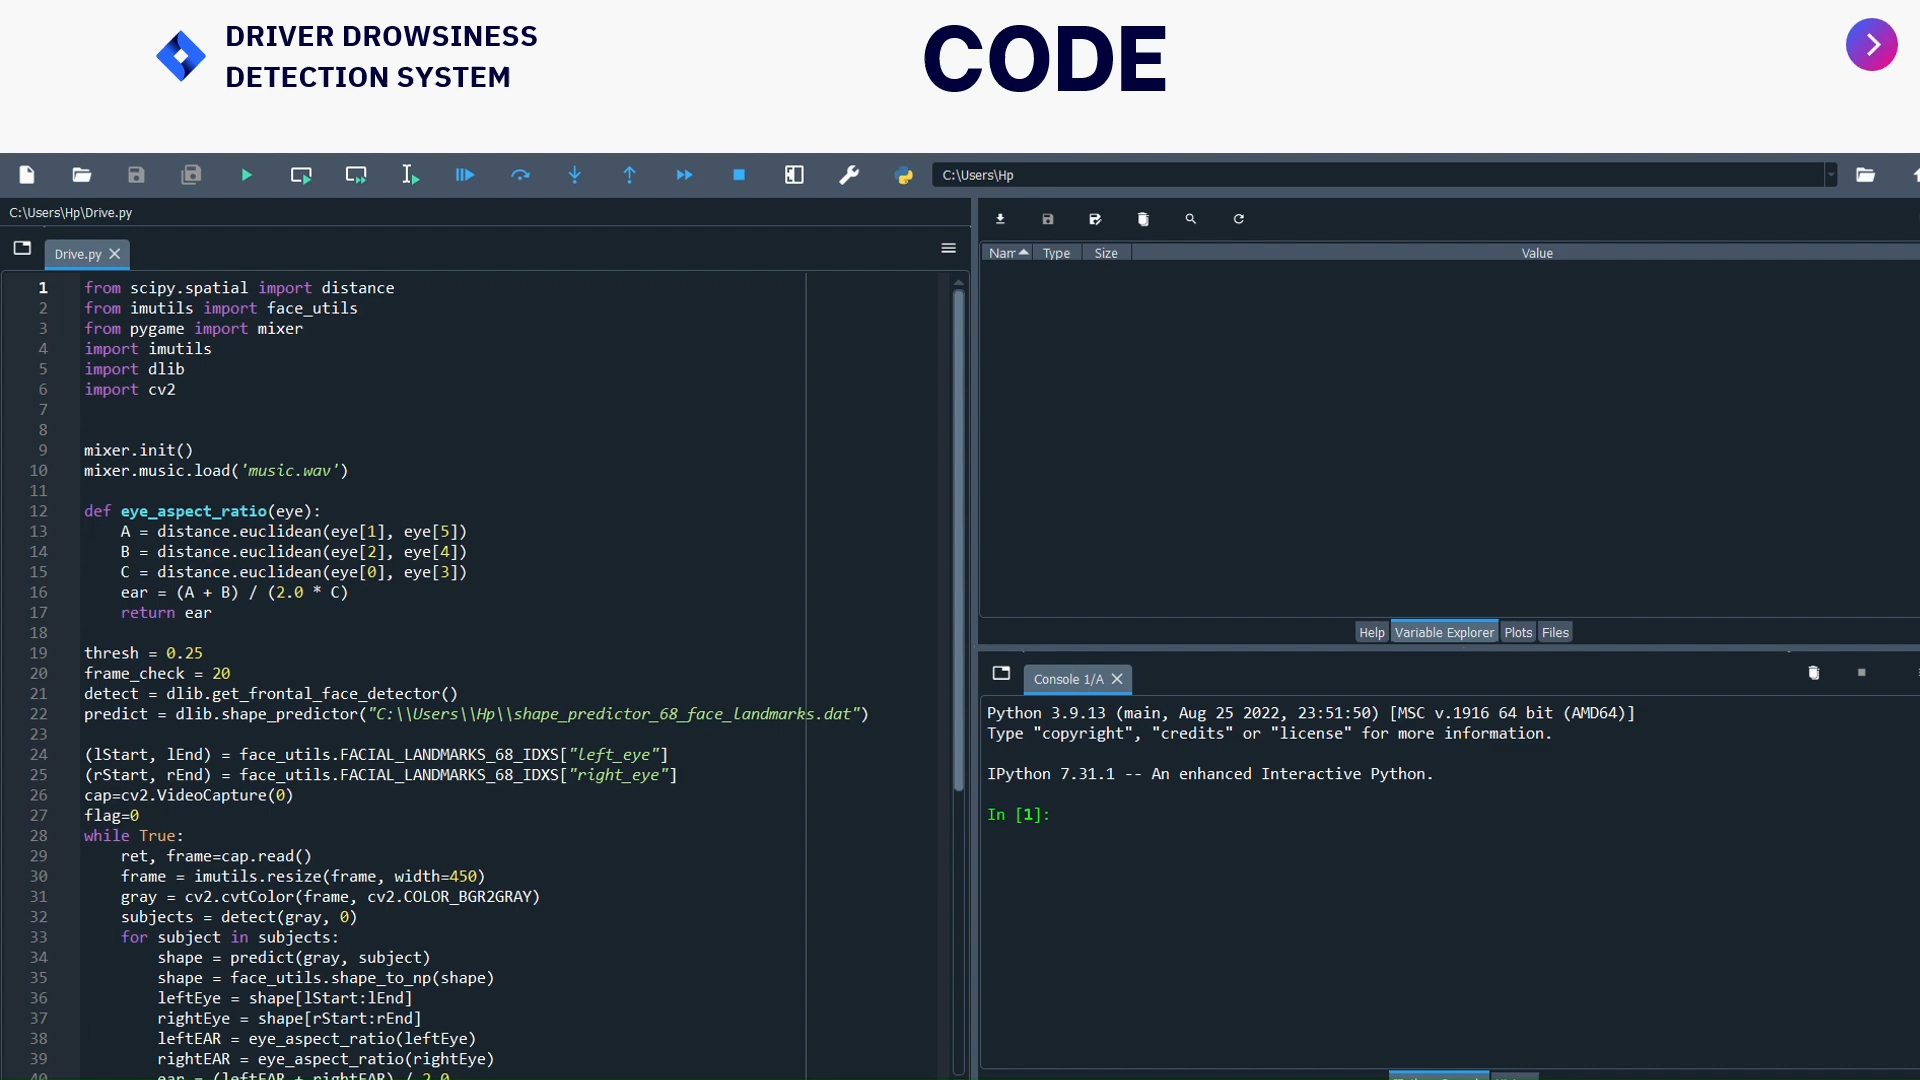 DRIVER DROWSINESS
DETECTION SYSTEM
CODE
C:\Users\Hp
C:\Users\Hp\Drive.py
Drive.py
1 from scipy.spatial import distance
2 from imutils import face_utils
3 from pygame import mixer
4 import imutils
5 import dlib
6 import cv2
7
8
9 mixer.init()
10 mixer.music.load('music.wav')
11
12 def eye_aspect_ratio(eye):
13     A = distance.euclidean(eye[1], eye[5])
14     B = distance.euclidean(eye[2], eye[4])
15     C = distance.euclidean(eye[0], eye[3])
16     ear = (A + B) / (2.0 * C)
17     return ear
18
19 thresh = 0.25
20 frame_check = 20
21 detect = dlib.get_frontal_face_detector()
22 predict = dlib.shape_predictor("C:\\Users\\Hp\\shape_predictor_68_face_landmarks.dat")
23
24 (lStart, lEnd) = face_utils.FACIAL_LANDMARKS_68_IDXS["left_eye"]
25 (rStart, rEnd) = face_utils.FACIAL_LANDMARKS_68_IDXS["right_eye"]
26 cap=cv2.VideoCapture(0)
27 flag=0
28 while True:
29     ret, frame=cap.read()
30     frame = imutils.resize(frame, width=450)
31     gray = cv2.cvtColor(frame, cv2.COLOR_BGR2GRAY)
32     subjects = detect(gray, 0)
33     for subject in subjects:
34         shape = predict(gray, subject)
35         shape = face_utils.shape_to_np(shape)
36         leftEye = shape[lStart:lEnd]
37         rightEye = shape[rStart:rEnd]
38         leftEAR = eye_aspect_ratio(leftEye)
39         rightEAR = eye_aspect_ratio(rightEye)
40         ear = (leftEAR + rightEAR) / 2.0
Nam Type Size Value
Help Variable Explorer Plots Files
Console 1/A
Python 3.9.13 (main, Aug 25 2022, 23:51:50) [MSC v.1916 64 bit (AMD64)]
Type "copyright", "credits" or "license" for more information.
IPython 7.31.1 -- An enhanced Interactive Python.
In [1]: